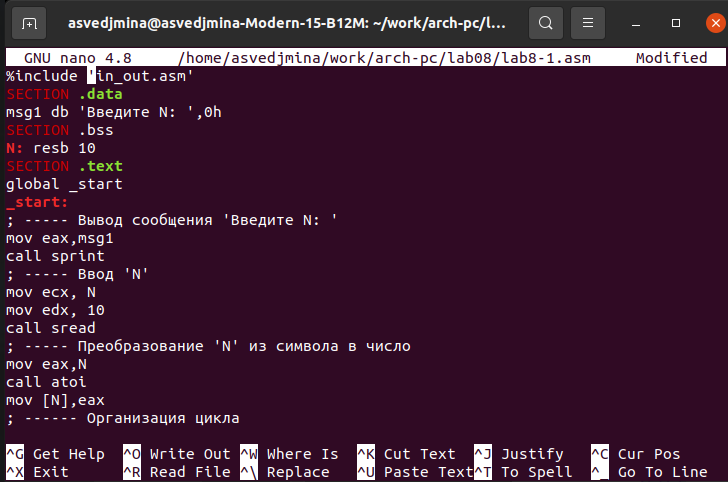 asvedjmina@asvedjmina-Modern-15-B12M: ~/work/arch-pc/l...
GNU nano 4.8 /home/asvedjmina/work/arch-pc/lab08/lab8-1.asm Modified
%include 'in_out.asm'
SECTION .data
msg1 db 'Введите N: ',0h
SECTION .bss
N: resb 10
SECTION .text
global _start
_start:
; ----- Вывод сообщения 'Введите N: '
mov eax,msg1
call sprint
; ----- Ввод 'N'
mov ecx, N
mov edx, 10
call sread
; ----- Преобразование 'N' из символа в число
mov eax,N
call atoi
mov [N],eax
; ------ Организация цикла
^G Get Help ^O Write Out ^W Where Is ^K Cut Text ^J Justify ^C Cur Pos
^X Exit ^R Read File ^\ Replace ^U Paste Text ^T To Spell ^_ Go To Line